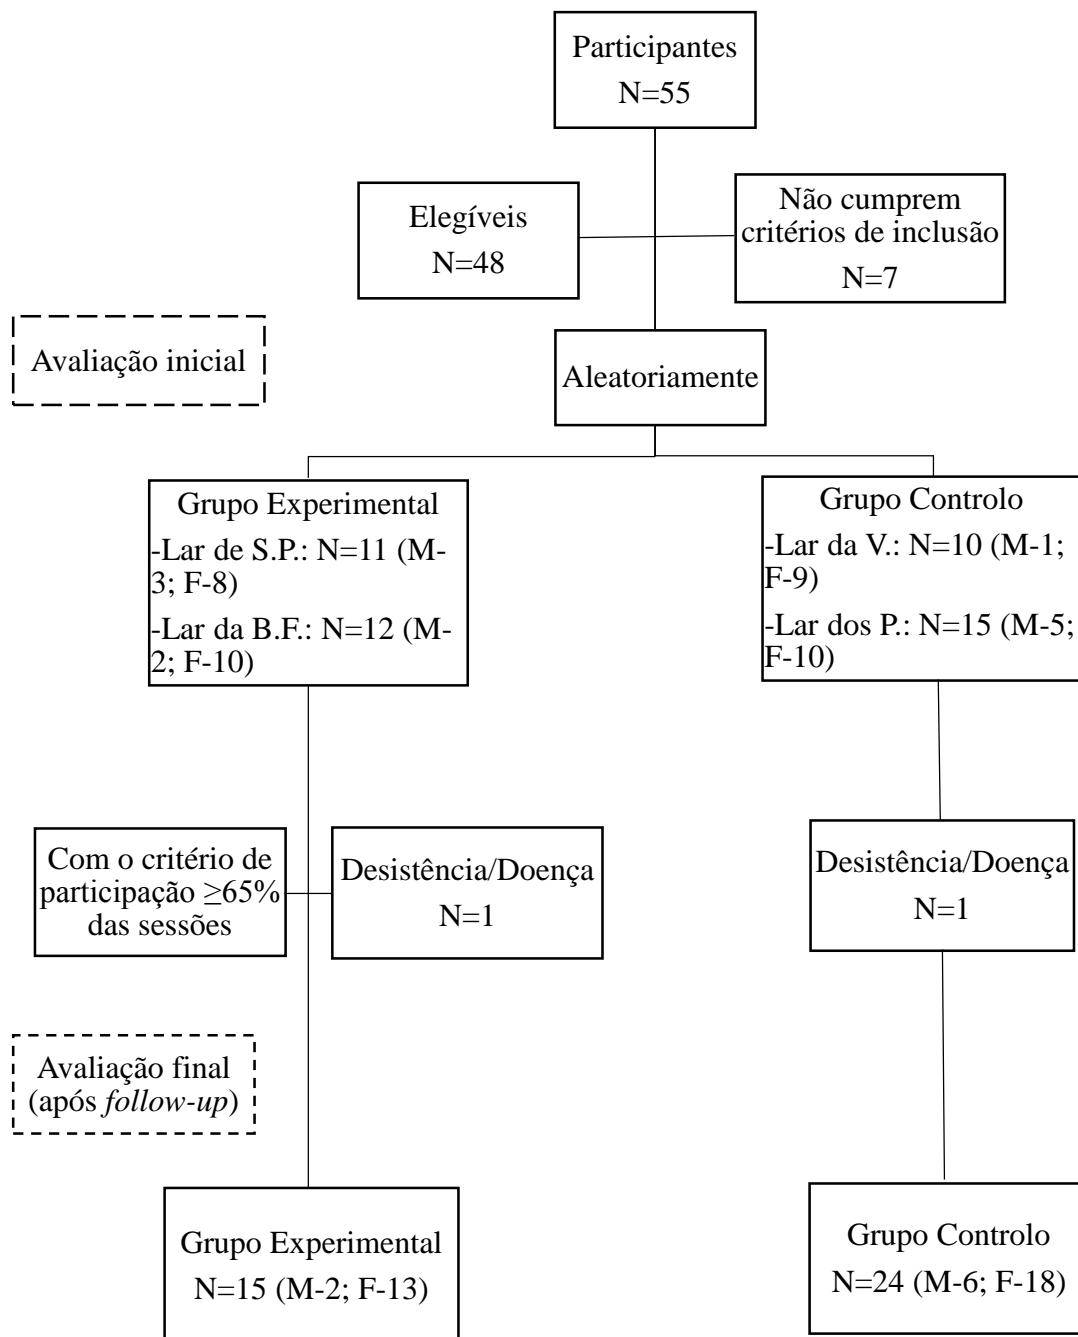 Participantes
N=55
Elegíveis
N=48
Não cumprem
critérios de inclusão
N=7
Avaliação inicial
Aleatoriamente
Grupo Experimental
-Lar de S.P.: N=11 (M-
3; F-8)
-Lar da B.F.: N=12 (M-
2; F-10)
Grupo Controlo
-Lar da V.: N=10 (M-1;
F-9)
-Lar dos P.: N=15 (M-5;
F-10)
Com o critério de
participação ≥65%
das sessões
Desistência/Doença
N=1
Desistência/Doença
N=1
Avaliação final
(após follow-up)
Grupo Experimental
N=15 (M-2; F-13)
Grupo Controlo
N=24 (M-6; F-18)